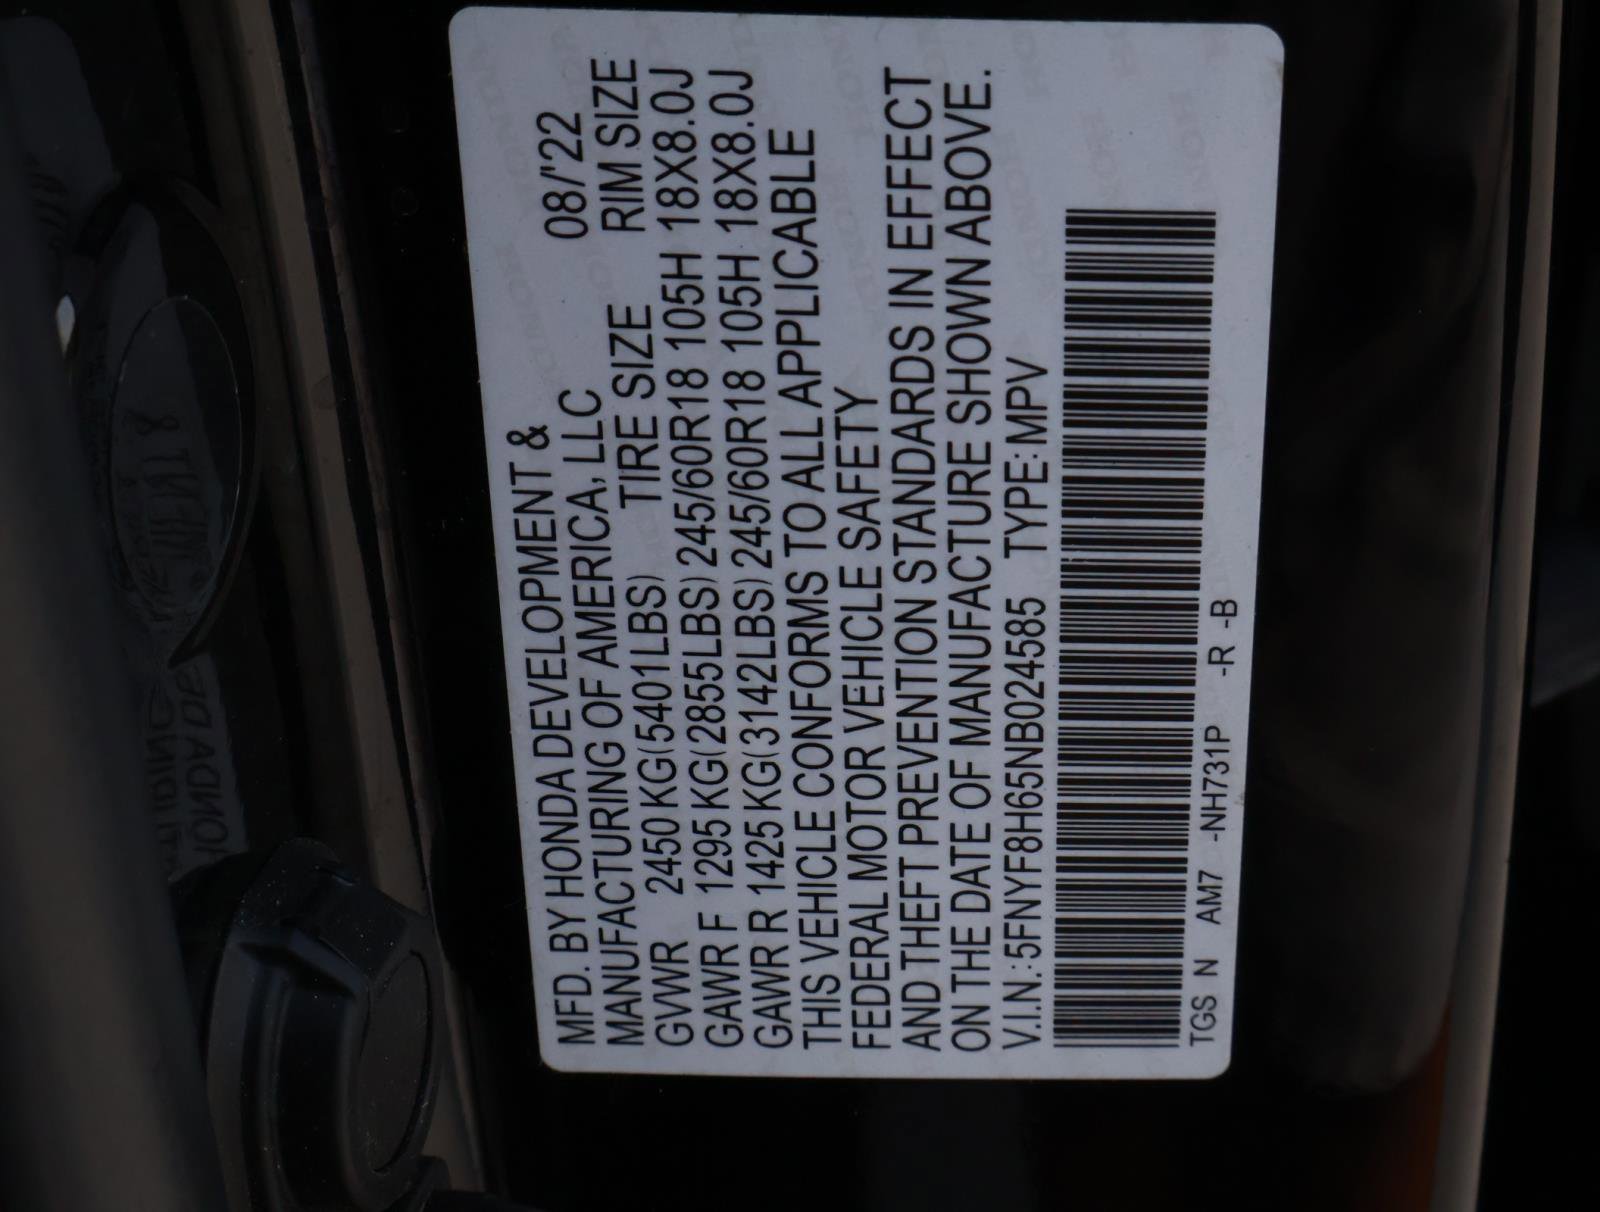 MFD. BY HONDA DEVELOPMENT &
MANUFACTURING OF AMERICA, LLC 08/'22
GVWR 2450 KG(5401LBS) TIRE SIZE RIM SIZE
GAWR F 1295 KG(2855LBS) 245/60R18 105H 18X8.0J
GAWR R 1425 KG(3142LBS) 245/60R18 105H 18X8.0J
THIS VEHICLE CONFORMS TO ALL APPLICABLE
FEDERAL MOTOR VEHICLE SAFETY
AND THEFT PREVENTION STANDARDS IN EFFECT
ON THE DATE OF MANUFACTURE SHOWN ABOVE.
V.I.N.:5FNYF8H65NB024585 TYPE:MPV
TGS N AM7 -NH731P -R -B